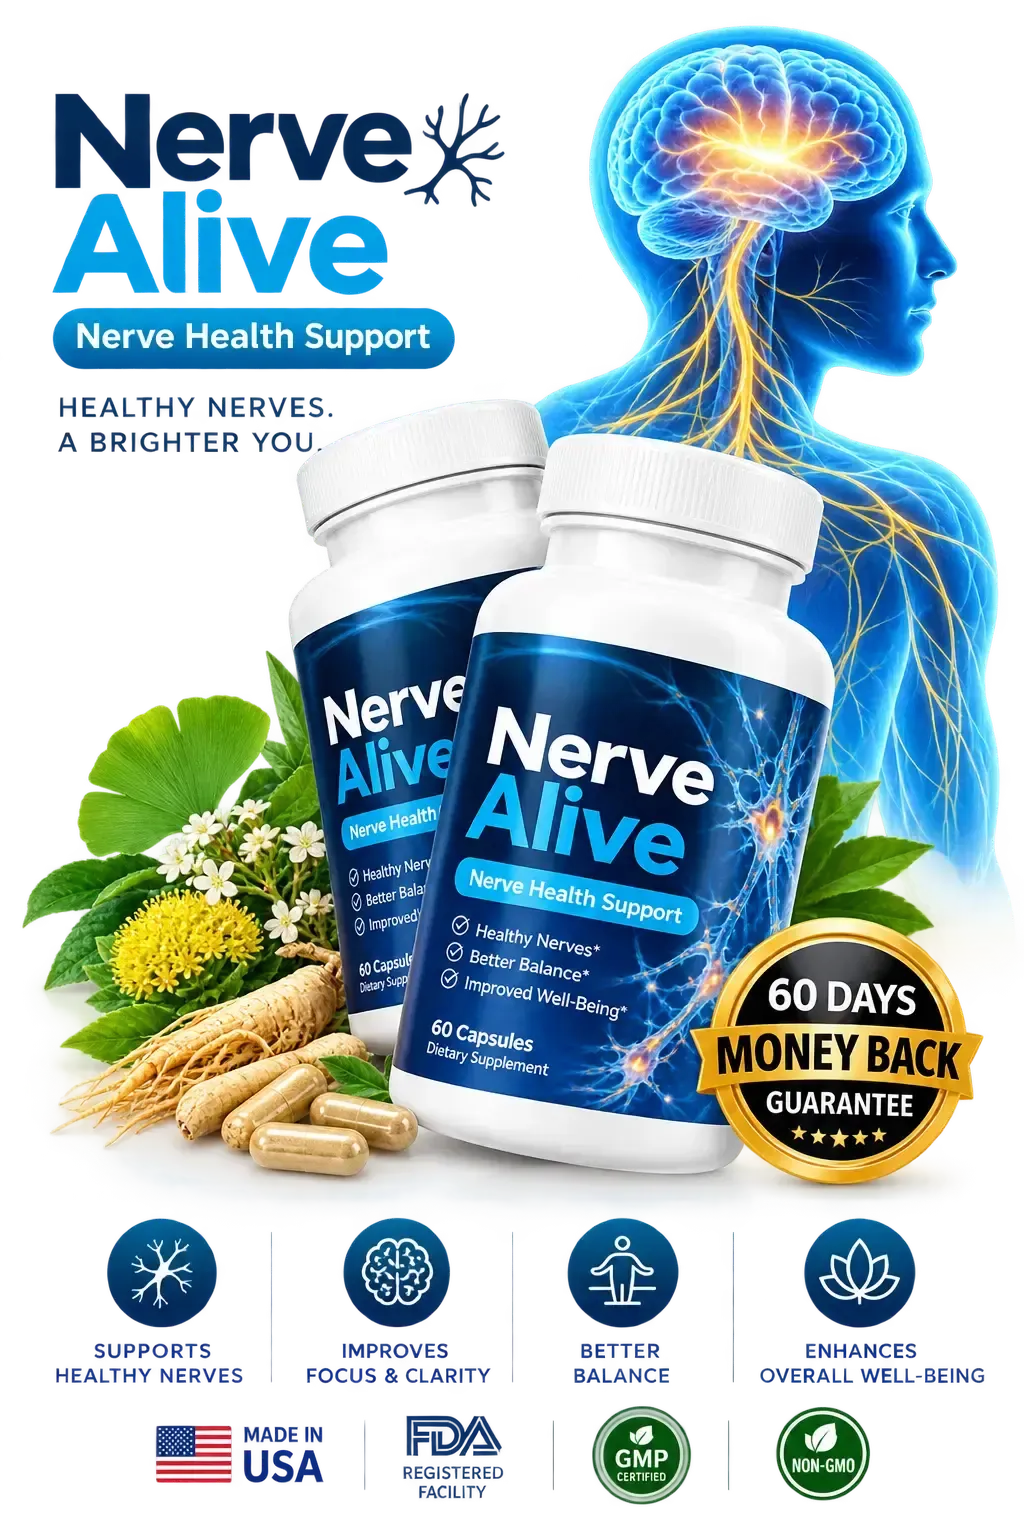 Nerve
Alive
Nerve Health Support
HEALTHY NERVES.
A BRIGHTER YOU.
Nerve
Alive
Nerve Health
Healthy Nerv
Better Bala
Improved
60 Capsul
Dietary Supp
Nerve
Alive
Nerve Health Support
Healthy Nerves*
Better Balance*
Improved Well-Being*
60 Capsules
Dietary Supplement
60 DAYS
MONEY BACK
GUARANTEE
SUPPORTS
HEALTHY NERVES
IMPROVES
FOCUS & CLARITY
BETTER
BALANCE
ENHANCES
OVERALL WELL-BEING
MADE IN
USA
FDA
REGISTERED
FACILITY
GMP
CERTIFIED
NON-GMO